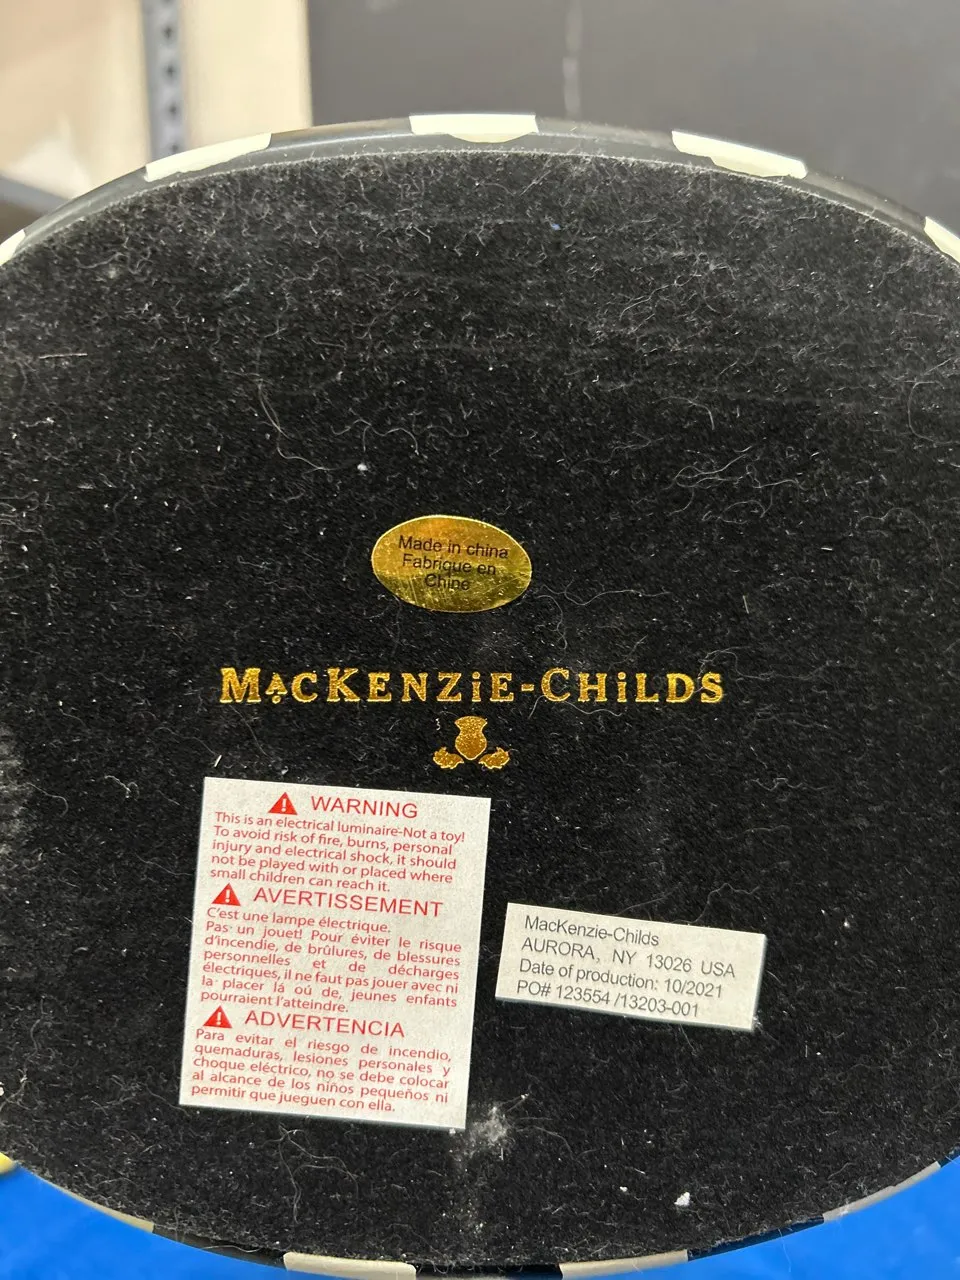 Made in china
Fabrique en
Chine
MACKENZiE-CHiLDS
WARNING
This is an electrical luminaire-Not a toy!
To avoid risk of fire, burns, personal
injury and electrical shock, it should
not be played with or placed where
small children can reach it.
AVERTISSEMENT
C'est une lampe électrique.
Pas un jouet! Pour éviter le risque
d'incendie, de brûlures, de blessures
personnelles et de décharges
électriques, il ne faut pas jouer avec ni
la placer lá oú de, jeunes enfants
pourraient l'atteindre.
ADVERTENCIA
Para evitar el riesgo de incendio,
quemaduras, lesiones personales y
choque eléctrico, no se debe colocar
al alcance de los niños pequeños ni
permitir que jueguen con ella.
MacKenzie-Childs
AURORA, NY 13026 USA
Date of production: 10/2021
PO# 123554 /13203-001